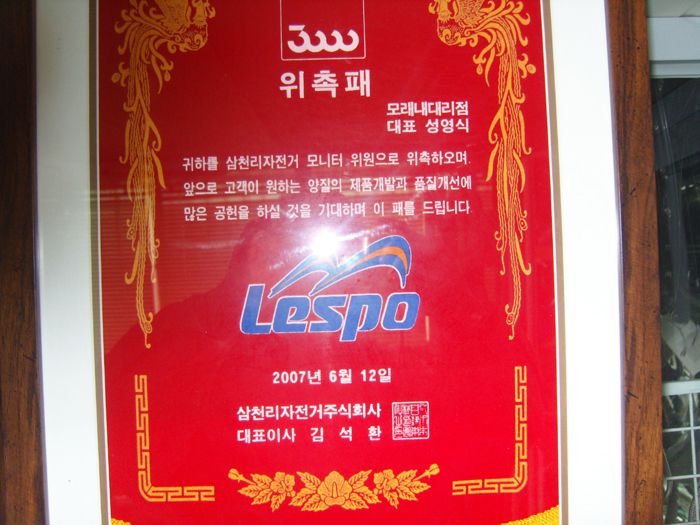 3000
위촉패
모래내대리점
대표 성영식
귀하를 삼천리자전거 모니터 위원으로 위촉하오며,
앞으로 고객이 원하는 양질의 제품개발과 품질개선에
많은 공헌을 하실 것을 기대하며 이 패를 드립니다.
Lespo
2007년 6월 12일
삼천리자전거주식회사
대표이사 김석환